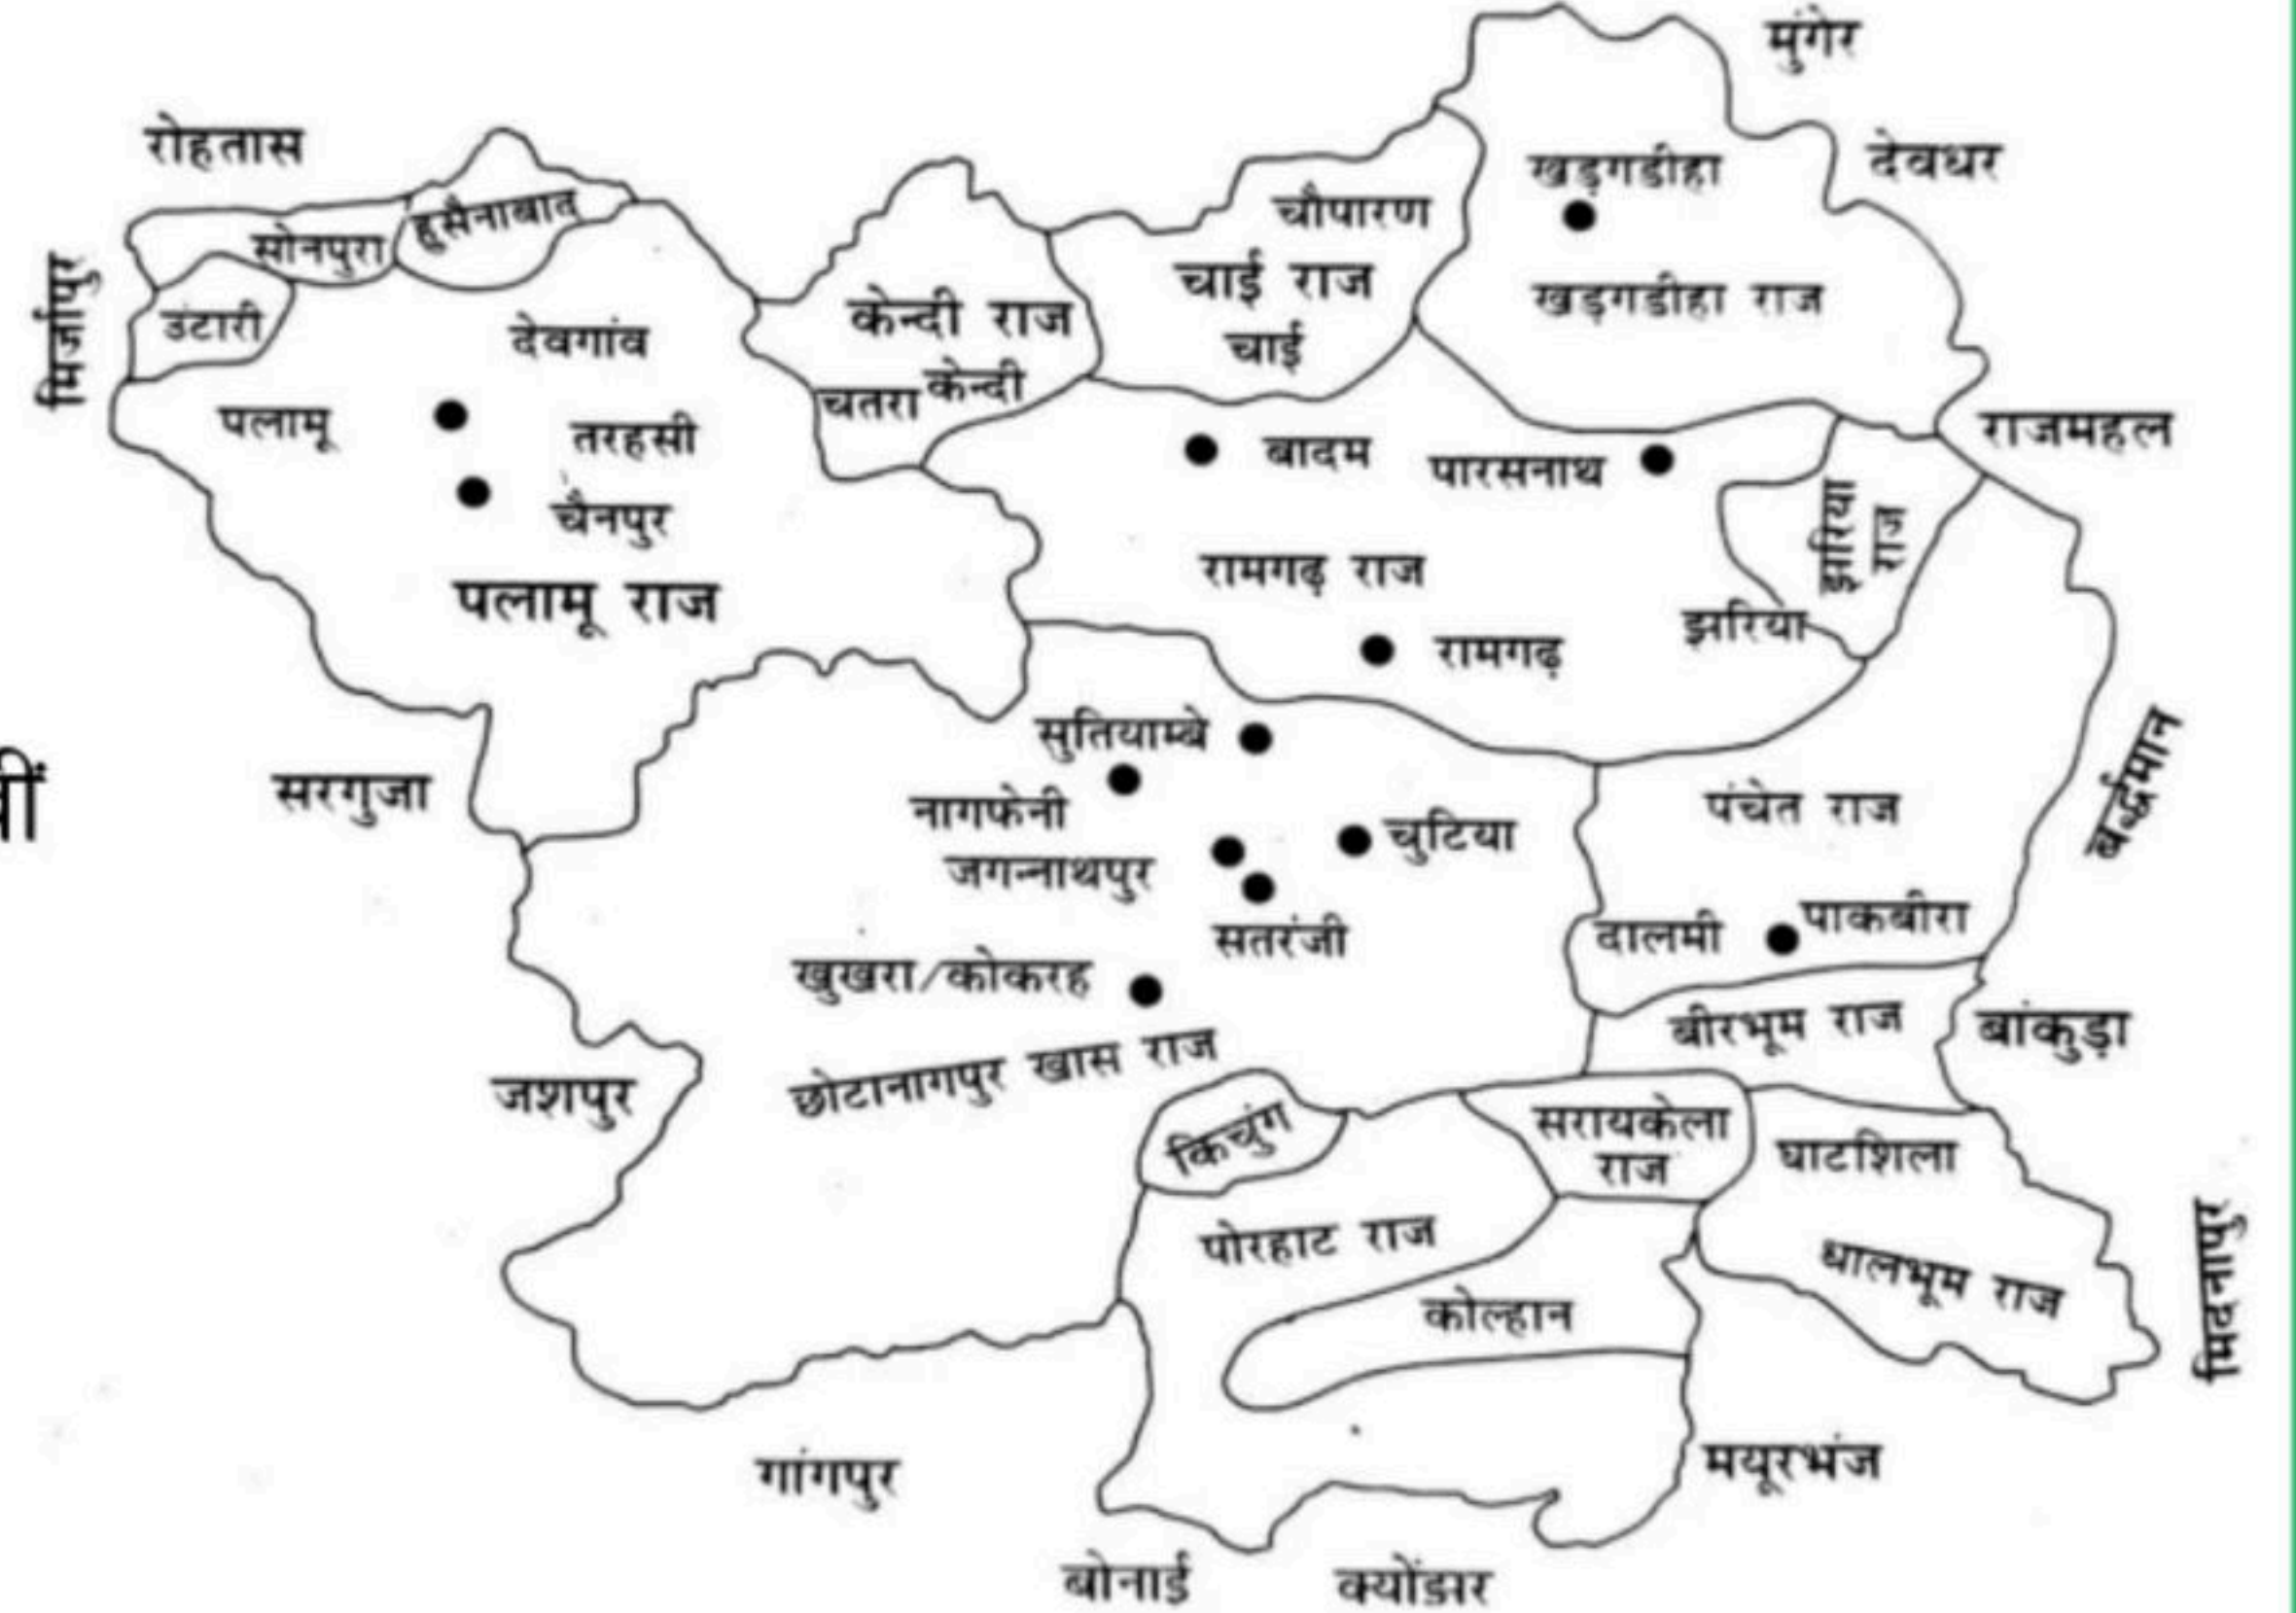 मुंगेर
रोहतास
देवधर
खड़गडीहा
हुसैनाबाद
चौपारण
सोनपुरा
मिर्जापुर
उंटारी
चाई राज
केन्दी राज
खड़गडीहा राज
देवगांव
चाई
चतरा
केन्दी
पलामू
तरहसी
राजमहल
बादम
पारसनाथ
चैनपुर
झरिया
राज
रामगढ़ राज
पलामू राज
झरिया
रामगढ़
सुतियाम्बे
सरगुजा
वीं
नागफेनी
पंचेत राज
बर्द्धमान
चुटिया
जगन्नाथपुर
सतरंजी
दालमी
पाकबीरा
खुखरा/कोकरह
बीरभूम राज
बांकुड़ा
छोटानागपुर खास राज
जशपुर
किचुंग
सरायकेला
राज
घाटशिला
पोरहाट राज
धालभूम राज
मिदनापुर
कोल्हान
गांगपुर
मयूरभंज
बोनाई
क्योंझर